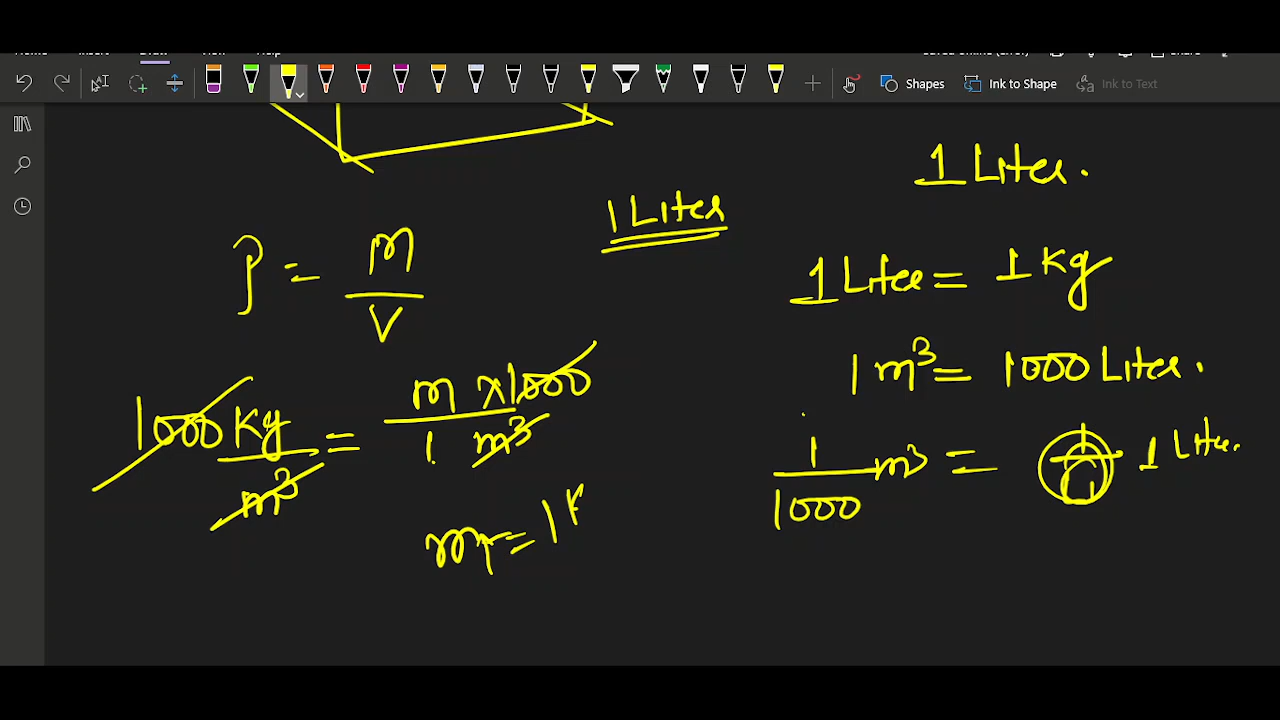 Shapes
Ink to Shape
Ink to Text
1 Liter.
1 Liter
ρ = m / V
1 Liter = 1 Kg
1 m³ = 1000 Liter.
1000 Kg / m³ = m x 1000 / 1 m³
1 / 1000 m³ = 1 Liter.
m = 1 K